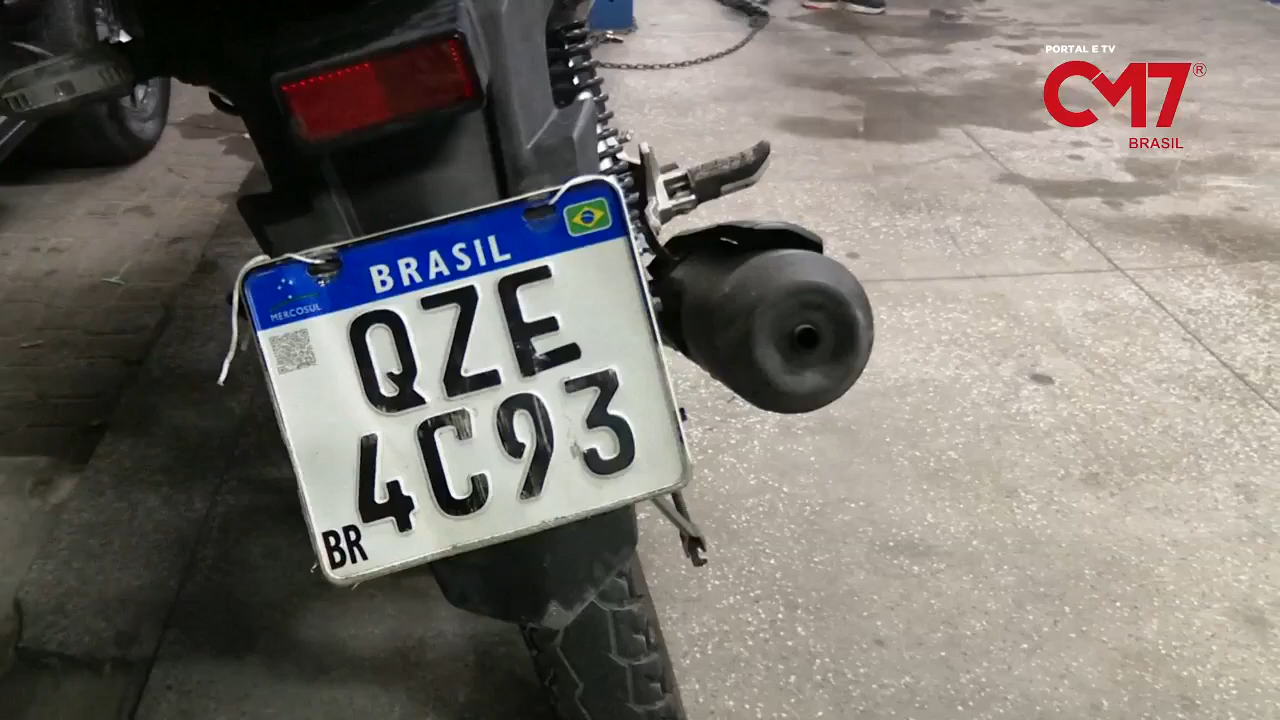 PORTAL E TV
CM7®
BRASIL
BRASIL
MERCOSUL
QZE
4C93
BR